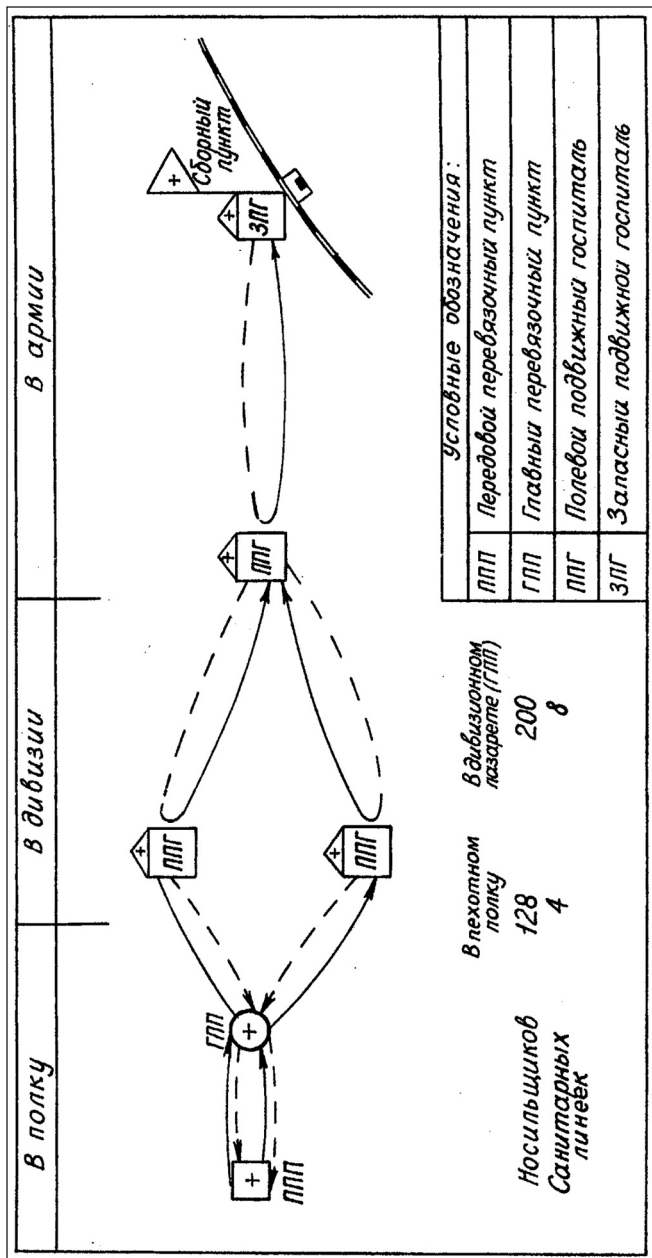 В полку
В дивизии
В армии
ППП
ГПП
ППГ
ППГ
ППГ
ЗПГ
Сборный
пункт
В пехотном
полку
В дивизионном
лазарете (ГПП)
Носильщиков 128 200
Санитарных
линеек 4 8
Условные обозначения:
ППП Передовой перевязочный пункт
ГПП Главный перевязочный пункт
ППГ Полевой подвижный госпиталь
ЗПГ Запасный подвижной госпиталь